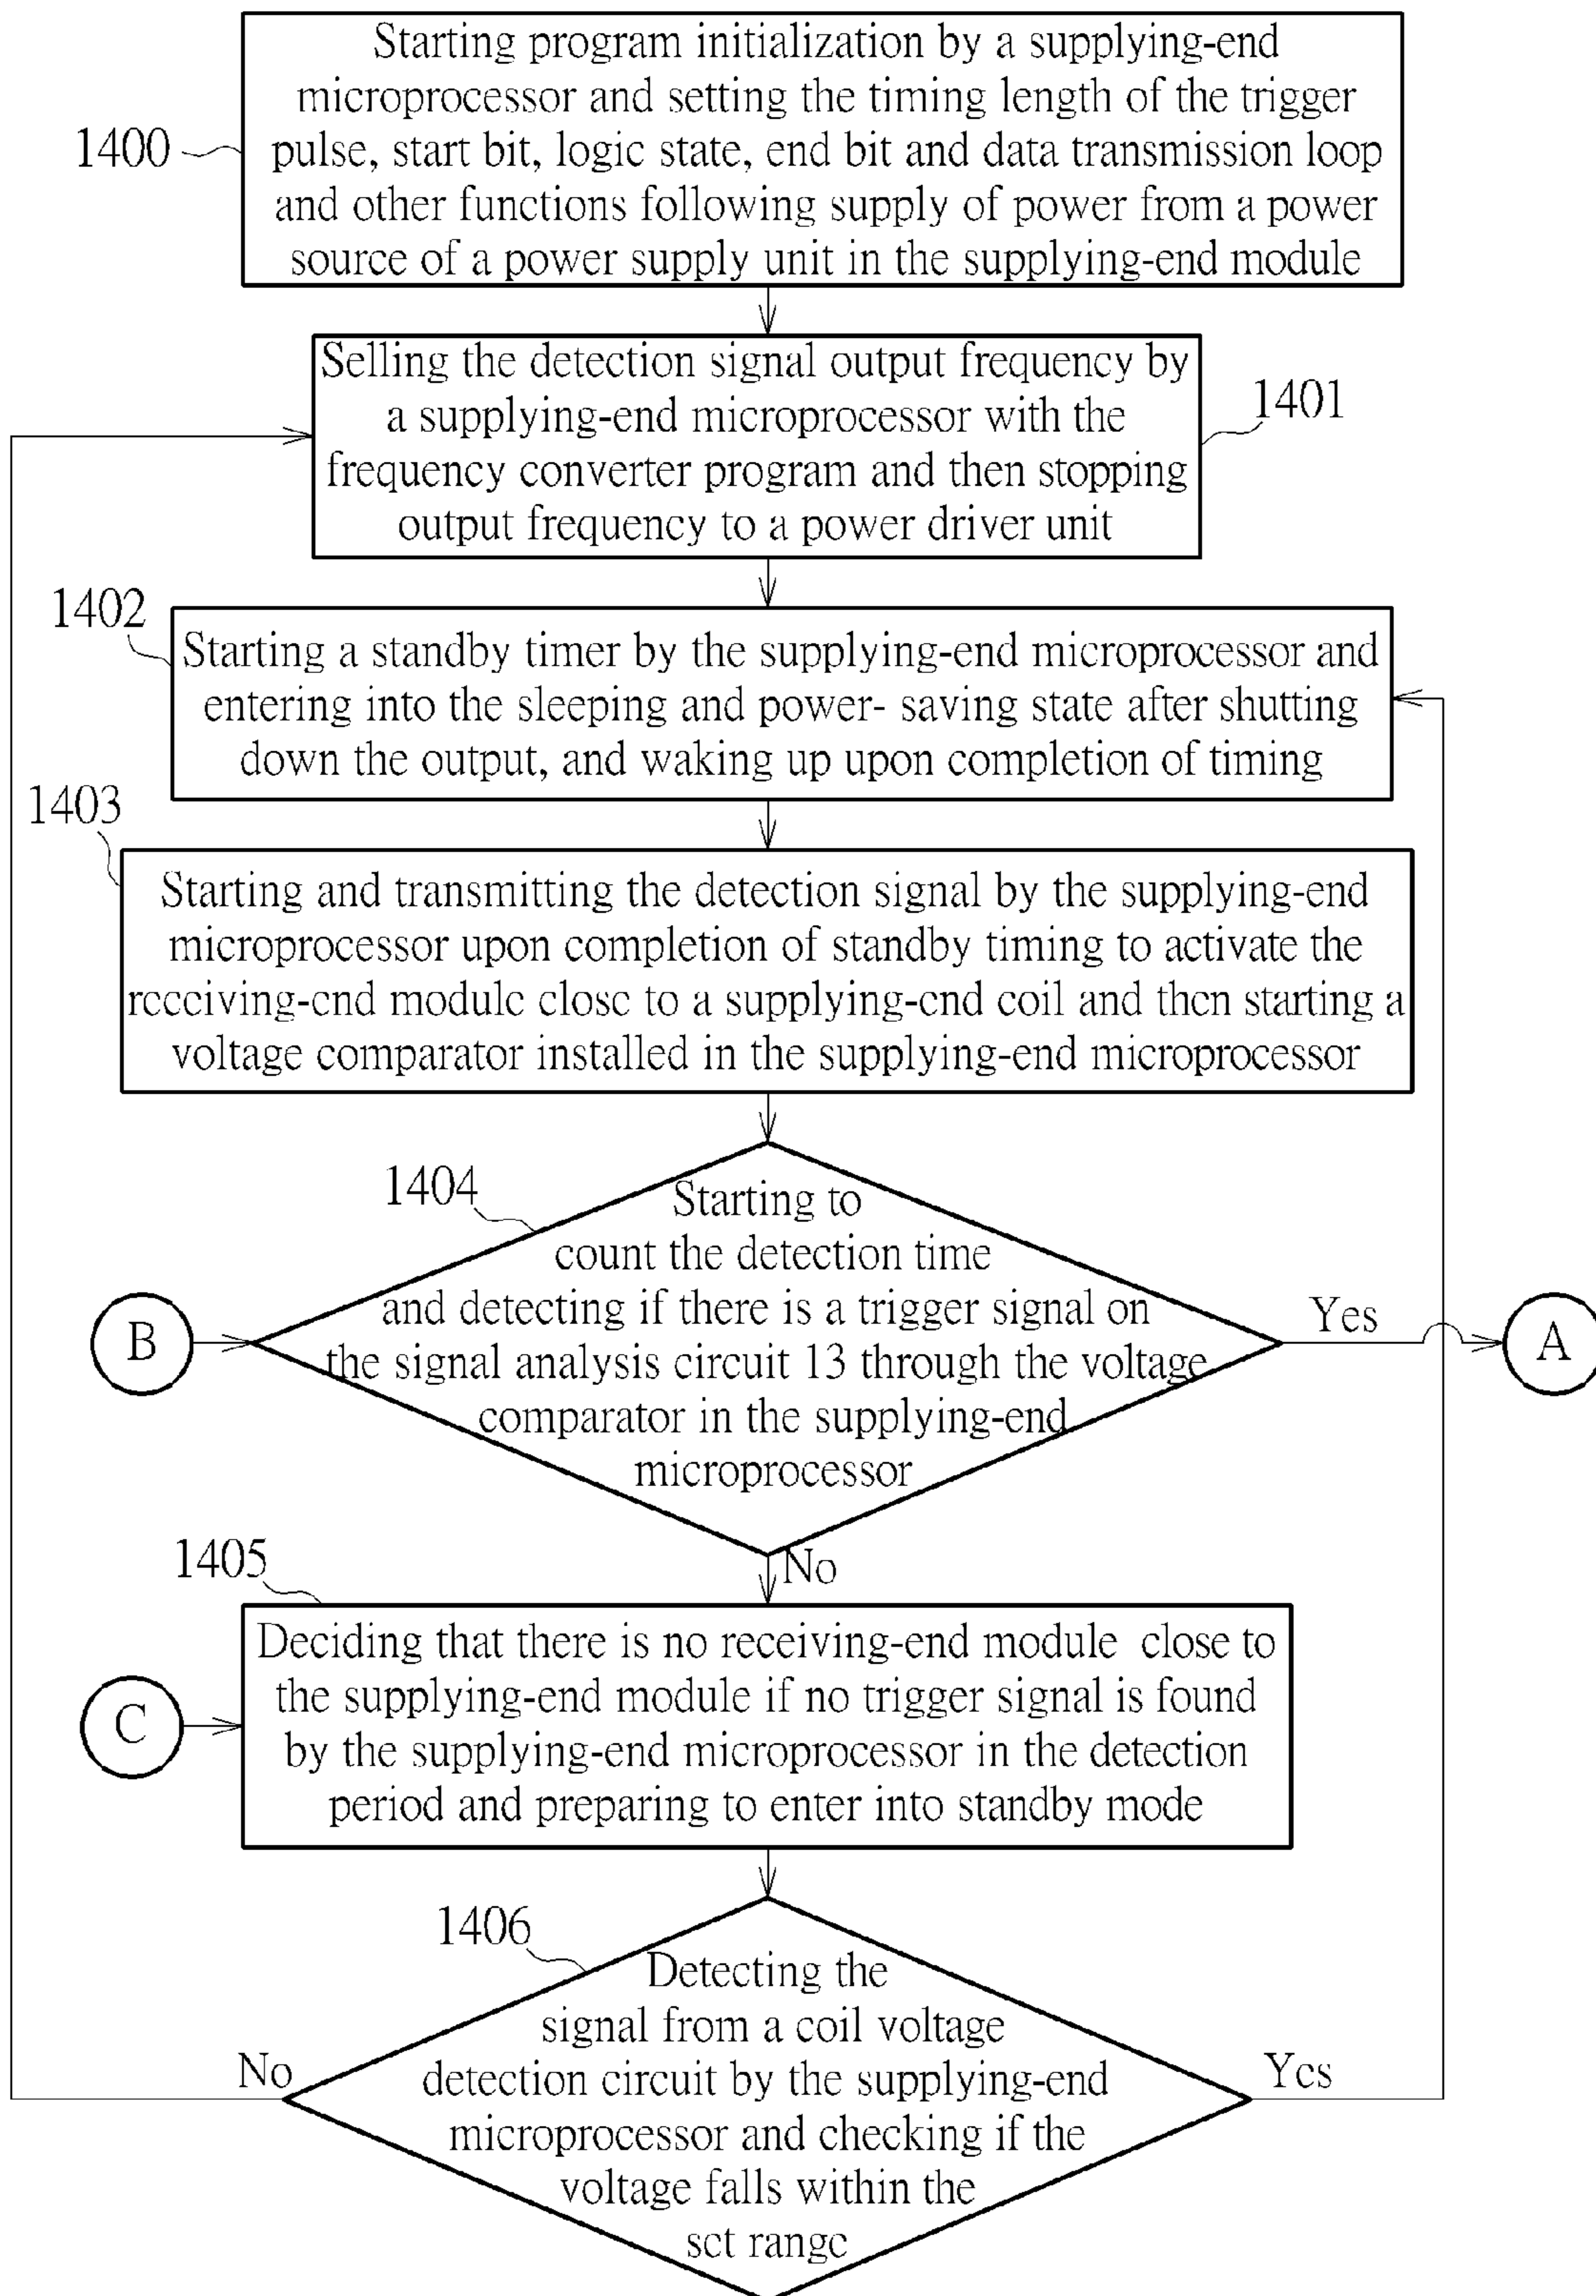 Starting program initialization by a supplying-end
microprocessor and setting the timing length of the trigger
pulse, start bit, logic state, end bit and data transmission loop
and other functions following supply of power from a power
source of a power supply unit in the supplying-end module
1400
Selling the detection signal output frequency by
a supplying-end microprocessor with the
frequency converter program and then stopping
output frequency to a power driver unit
1401
1402
Starting a standby timer by the supplying-end microprocessor and
entering into the sleeping and power- saving state after shutting
down the output, and waking up upon completion of timing
1403
Starting and transmitting the detection signal by the supplying-end
microprocessor upon completion of standby timing to activate the
receiving-end module close to a supplying-end coil and then starting a
voltage comparator installed in the supplying-end microprocessor
1404
Starting to
count the detection time
and detecting if there is a trigger signal on
the signal analysis circuit 13 through the voltage
comparator in the supplying-end
microprocessor
B
Yes
A
No
1405
Deciding that there is no receiving-end module close to
the supplying-end module if no trigger signal is found
by the supplying-end microprocessor in the detection
period and preparing to enter into standby mode
C
1406
Detecting the
signal from a coil voltage
detection circuit by the supplying-end
microprocessor and checking if the
voltage falls within the
set range
No
Yes